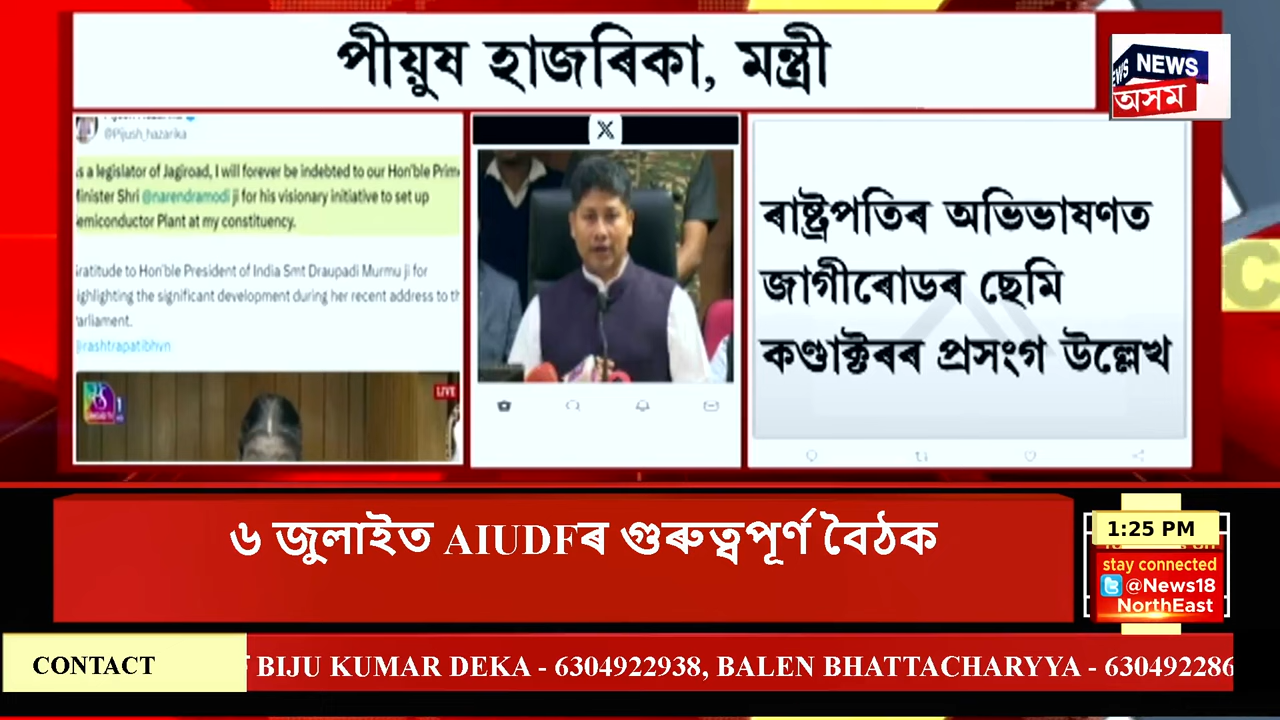 পীয়ুষ হাজৰিকা, মন্ত্ৰী
NEWS
অসম
@Pijush_hazarika
s a legislator of Jagiroad, I will forever be indebted to our Hon'ble Prim
inister Shri @narendramodi ji for his visionary initiative to set up
emiconductor Plant at my constituency.
ratitude to Hon'ble President of India Smt Draupadi Murmu ji for
ighlighting the significant development during her recent address to th
arliament.
@rashtrapatibhvn
LIVE
X
ৰাষ্ট্ৰপতিৰ অভিভাষণত
জাগীৰোডৰ ছেমি
কণ্ডাক্টৰৰ প্ৰসংগ উল্লেখ
৬ জুলাইত AIUDFৰ গুৰুত্বপূৰ্ণ বৈঠক
1:25 PM
stay connected
@News18
NorthEast
CONTACT
BIJU KUMAR DEKA - 6304922938, BALEN BHATTACHARYYA - 630492286